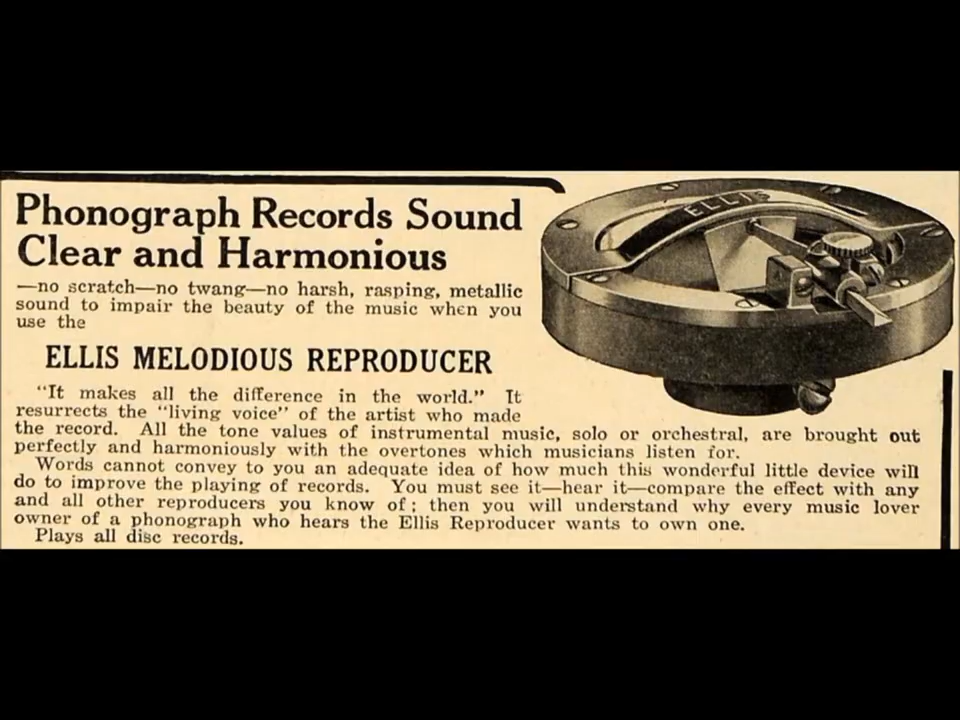 Phonograph Records Sound
Clear and Harmonious
—no scratch—no twang—no harsh, rasping, metallic
sound to impair the beauty of the music when you
use the
ELLIS MELODIOUS REPRODUCER
"It makes all the difference in the world." It
resurrects the "living voice" of the artist who made
the record. All the tone values of instrumental music, solo or orchestral, are brought out
perfectly and harmoniously with the overtones which musicians listen for.
Words cannot convey to you an adequate idea of how much this wonderful little device will
do to improve the playing of records. You must see it—hear it—compare the effect with any
and all other reproducers you know of; then you will understand why every music lover
owner of a phonograph who hears the Ellis Reproducer wants to own one.
Plays all disc records.
ELLIS